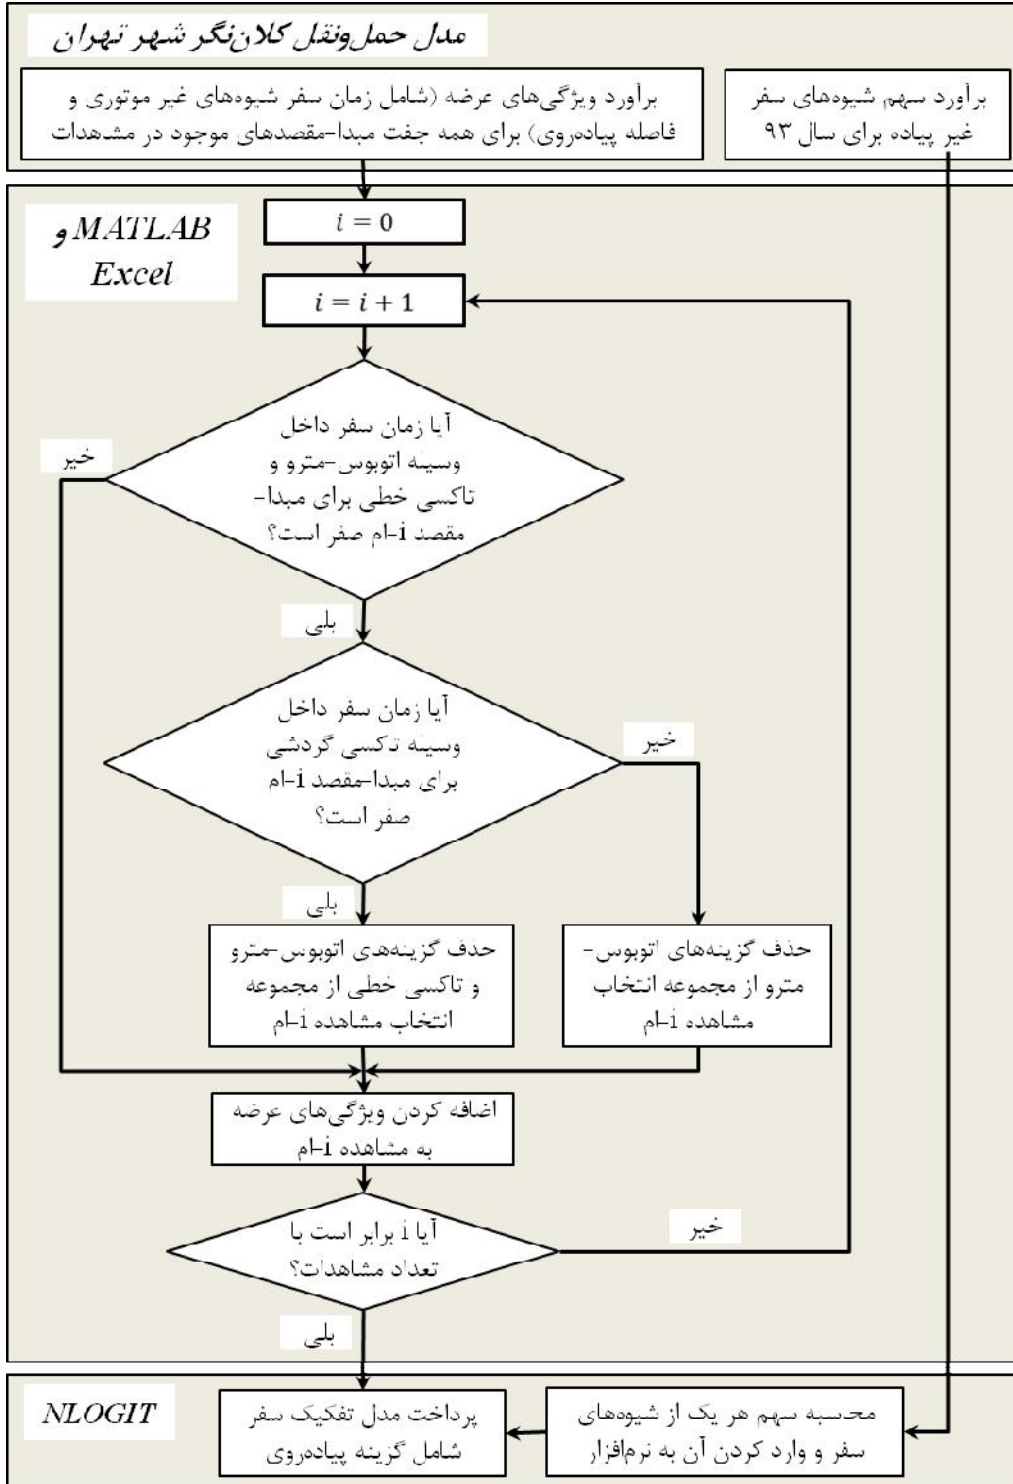 مدل حمل‌ونقل کلان‌نگر شهر تهران
برآورد ویژگی‌های عرضه (شامل زمان سفر شیوه‌های غیر موتوری و
فاصله پیاده‌روی) برای همه جفت مبدا-مقصدهای موجود در مشهدات
برآورد سهم شیوه‌های سفر
غیر پیاده برای سال ۹۳
MATLAB و
Excel
i = 0
i = i + 1
آیا زمان سفر داخل
وسیله اتوبوس-مترو و
تاکسی خطی برای مبدا-
مقصد i-ام صفر است؟
خیر
بلی
آیا زمان سفر داخل
وسیله تکسی گردشی
برای مبدا-مقصد i-ام
صفر است؟
خیر
بلی
حذف گزینه‌های اتوبوس-مترو
و تاکسی خطی از مجموعه
انتخاب مشاهده i-ام
حذف گزینه‌های اتوبوس-
مترو از مجموعه انتخاب
مشاهده i-ام
اضافه کردن ویژگی‌های عرضه
به مشاهده i-ام
آیا i برابر است با
تعداد مشاهدات؟
خیر
بلی
NLOGIT
پرداخت مدل تفکیک سفر
شامل گزینه پیاده‌روی
محسبه سهم هر یک از شیوه‌های
سفر و وارد کردن آن به نرم‌افزار